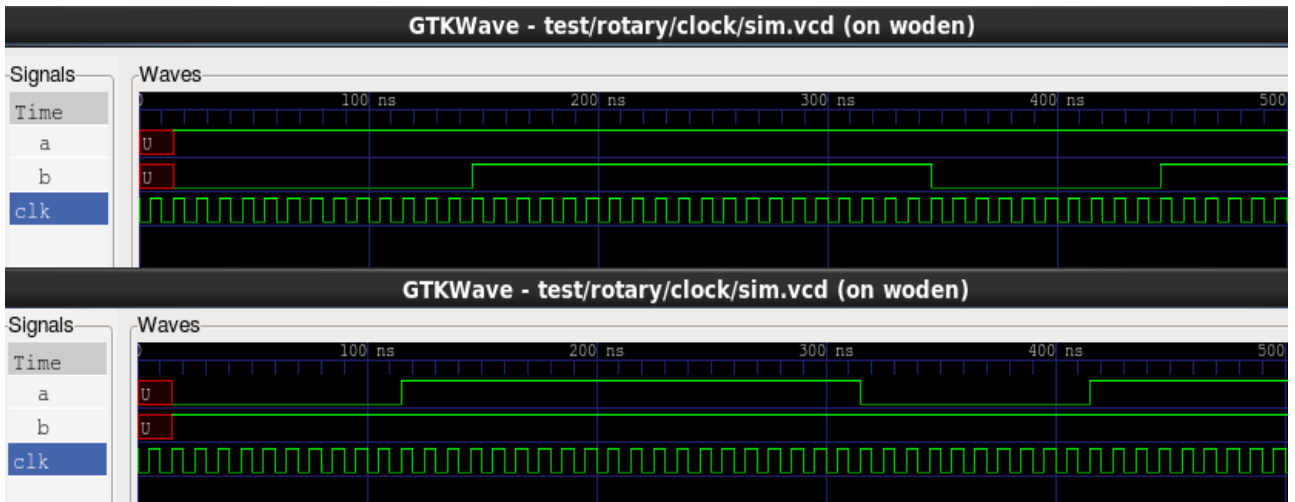 GTKWave - test/rotary/clock/sim.vcd (on woden)
Signals Waves
Time 100 ns 200 ns 300 ns 400 ns 500
a U
b U
clk
GTKWave - test/rotary/clock/sim.vcd (on woden)
Signals Waves
Time 100 ns 200 ns 300 ns 400 ns 500
a U
b U
clk